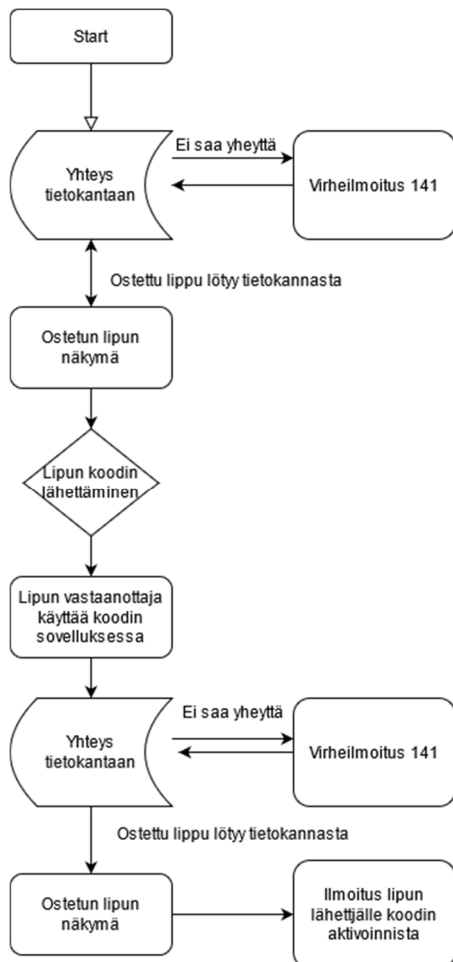 Start
Yhteys
tietokantaan
Ei saa yheyttä
Virheilmoitus 141
Ostettu lippu lötyy tietokannasta
Ostetun lipun
näkymä
Lipun koodin
lähettäminen
Lipun vastaanottaja
käyttää koodin
sovelluksessa
Yhteys
tietokantaan
Ei saa yheyttä
Virheilmoitus 141
Ostettu lippu lötyy tietokannasta
Ostetun lipun
näkymä
Ilmoitus lipun
lähettjälle koodin
aktivoinnista